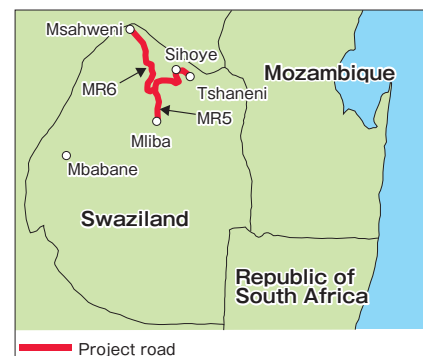 Msahweni
Sihoye
Mozambique
MR6
Tshaneni
MR5
Mliba
Mbabane
Swaziland
Republic of
South Africa
Project road